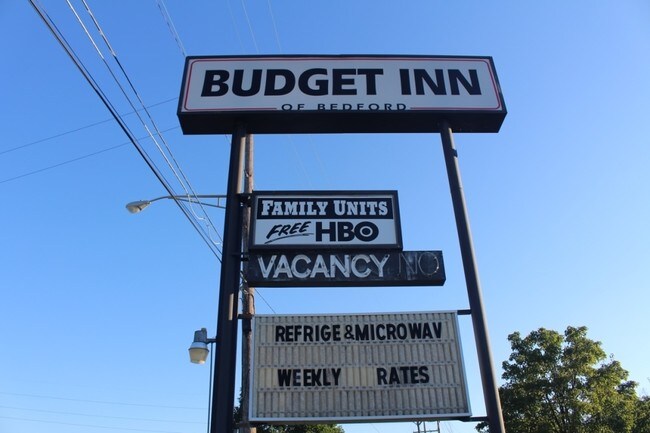 BUDGET INN
OF BEDFORD
FAMILY UNITS
FREE HBO
VACANCY NO
REFRIGE&MICROWAV
WEEKLY RATES